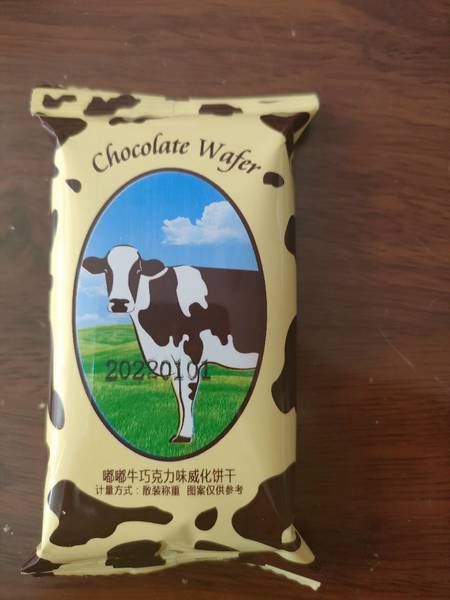 Chocolate Wafer
20220101
嘟嘟牛巧克力味威化饼干
计量方式：散装称重 图案仅供参考